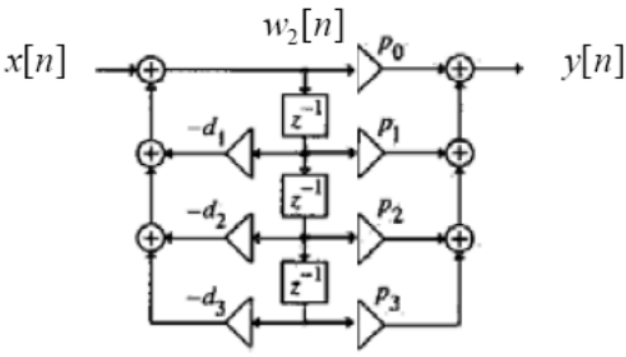 w₂[n]
x[n] + p₀ + y[n]
z⁻¹
+ -d₁ p₁ +
z⁻¹
+ -d₂ p₂ +
z⁻¹
-d₃ p₃